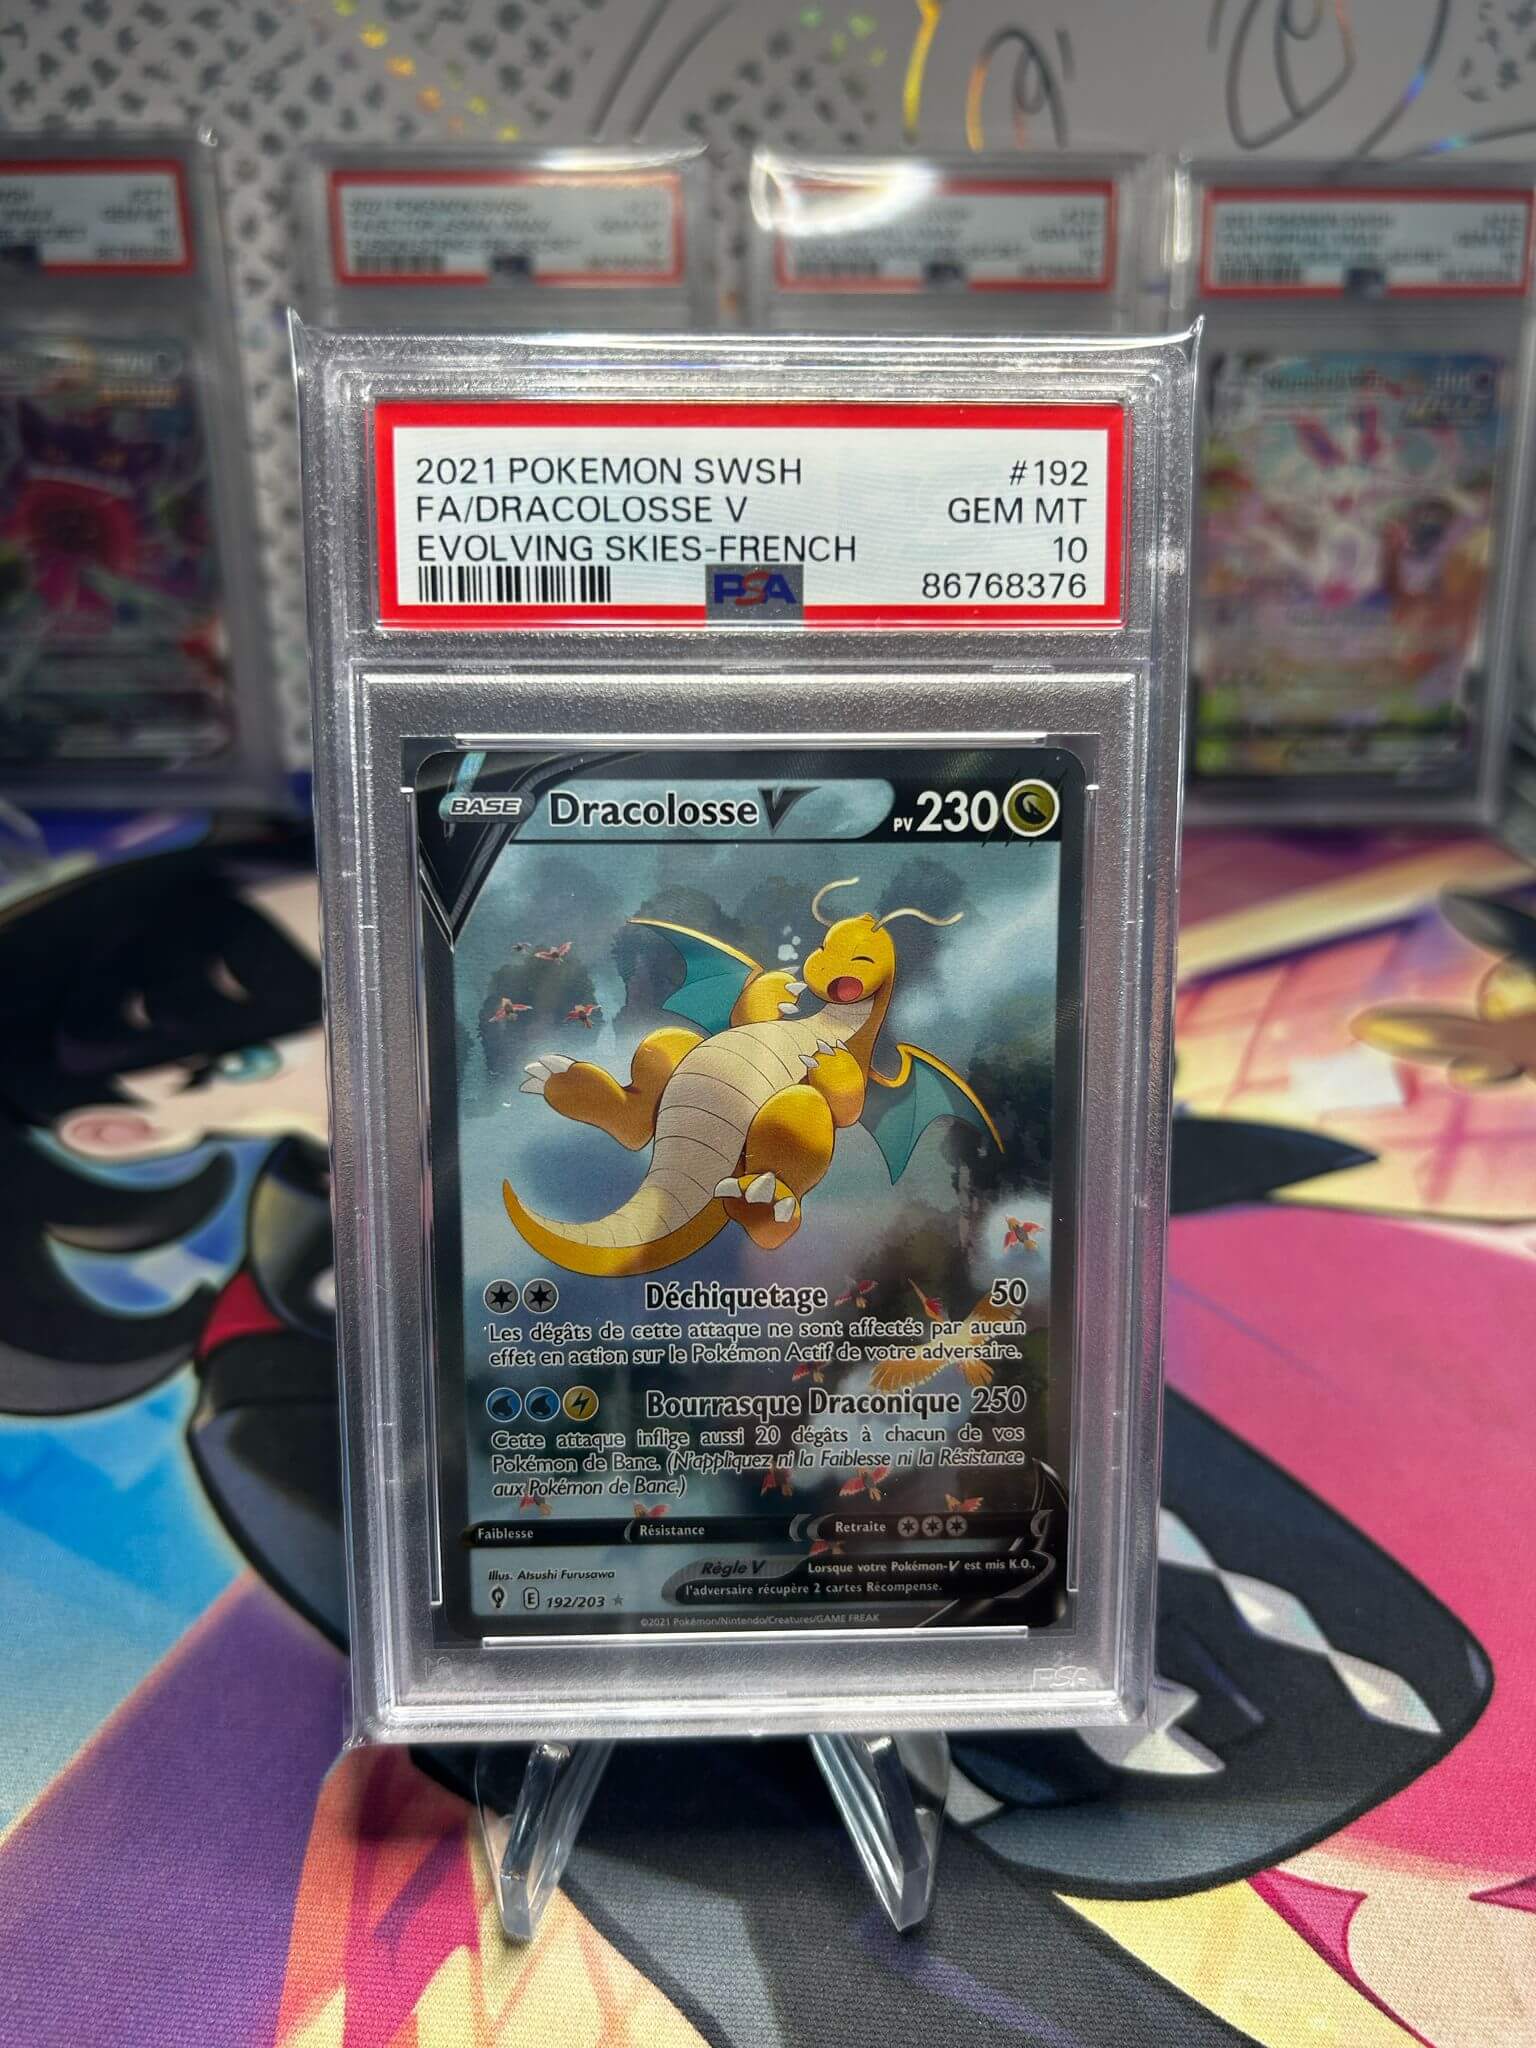 2021 POKEMON SWSH
2021 POKEMON SWSH #192
FA/DRACOLOSSE V GEM MT
EVOLVING SKIES-FRENCH 10
PSA 86768376
BASE Dracolosse V PV 230
Déchiquetage 50
Les dégâts de cette attaque ne sont affectés par aucun
effet en action sur le Pokémon Actif de votre adversaire.
Bourrasque Draconique 250
Cette attaque inflige aussi 20 dégâts à chacun de vos
Pokémon de Banc. (N'appliquez ni la Faiblesse ni la Résistance
aux Pokémon de Banc.)
Faiblesse Résistance Retraite
Illus. Atsushi Furusawa
Règle V Lorsque votre Pokémon-V est mis K.O.,
l'adversaire récupère 2 cartes Récompense.
E 192/203
©2021 Pokémon/Nintendo/Creatures/GAME FREAK
PSA